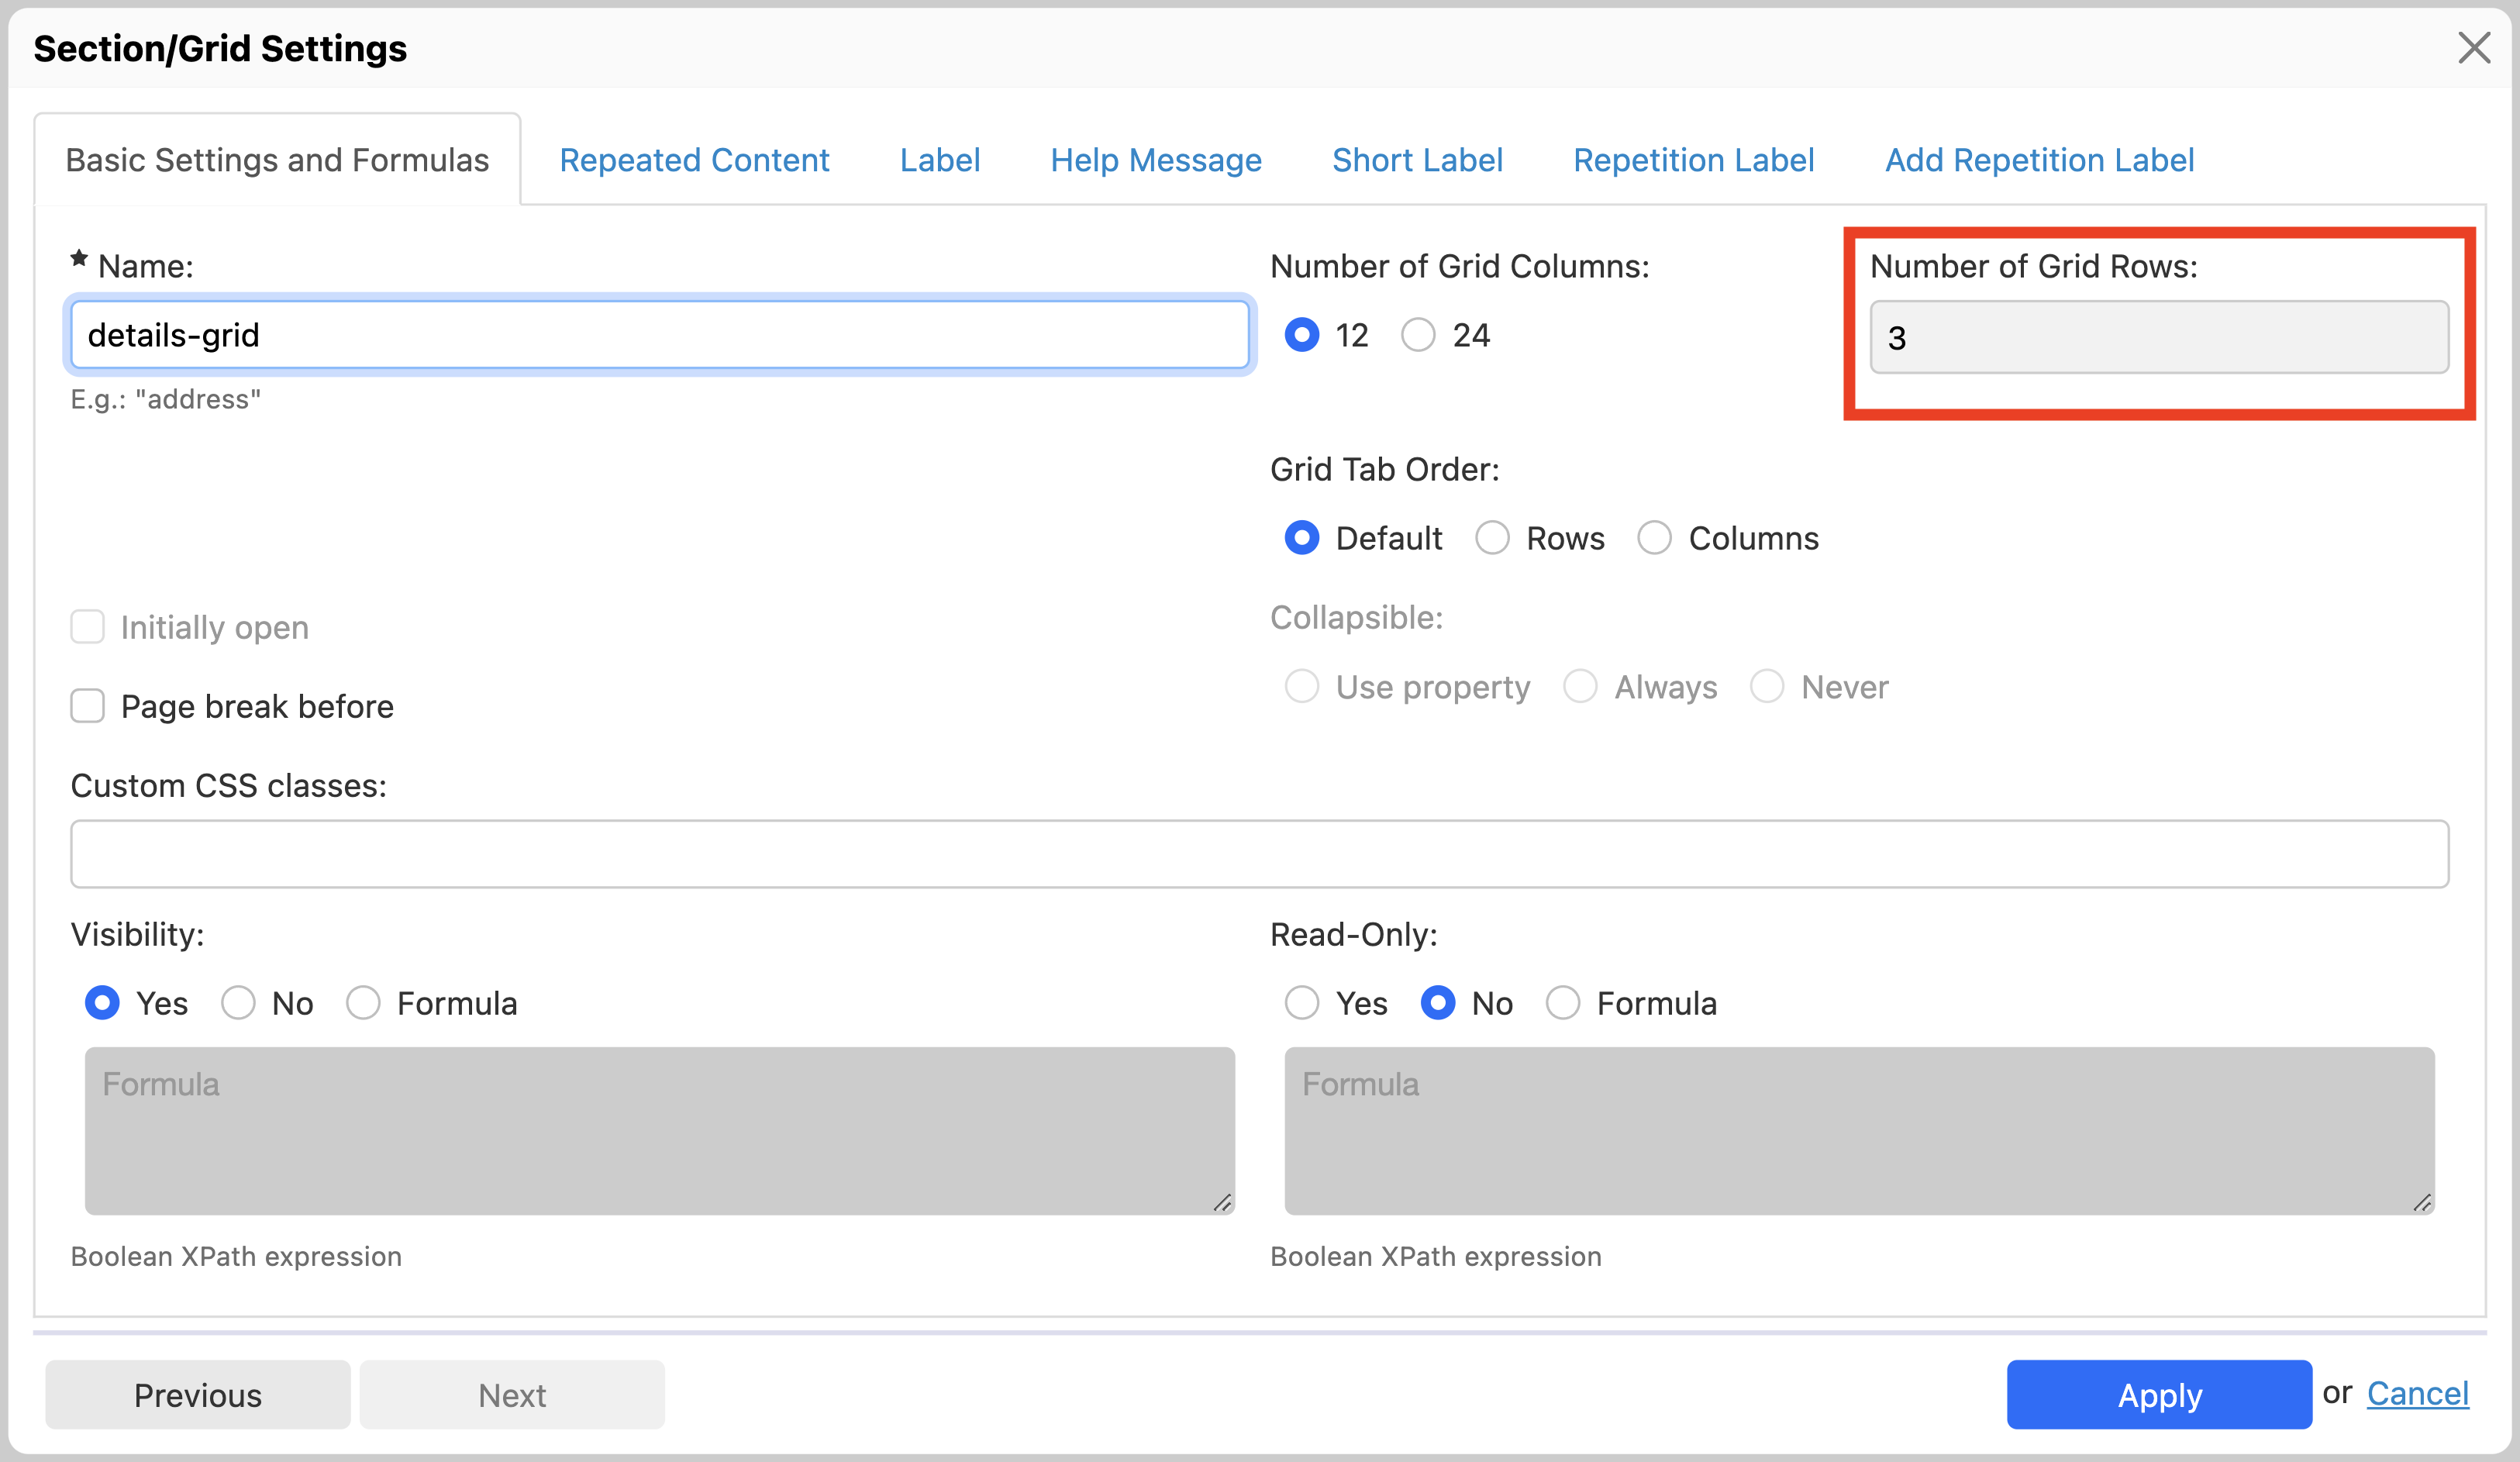 Section/Grid Settings
Basic Settings and Formulas
Repeated Content
Label
Help Message
Short Label
Repetition Label
Add Repetition Label
★ Name:
details-grid
E.g.: "address"
Number of Grid Columns:
12 24
Number of Grid Rows:
3
Grid Tab Order:
Default Rows Columns
Initially open
Collapsible:
Use property Always Never
Page break before
Custom CSS classes:
Visibility:
Yes No Formula
Formula
Boolean XPath expression
Read-Only:
Yes No Formula
Formula
Boolean XPath expression
Previous
Next
Apply or Cancel